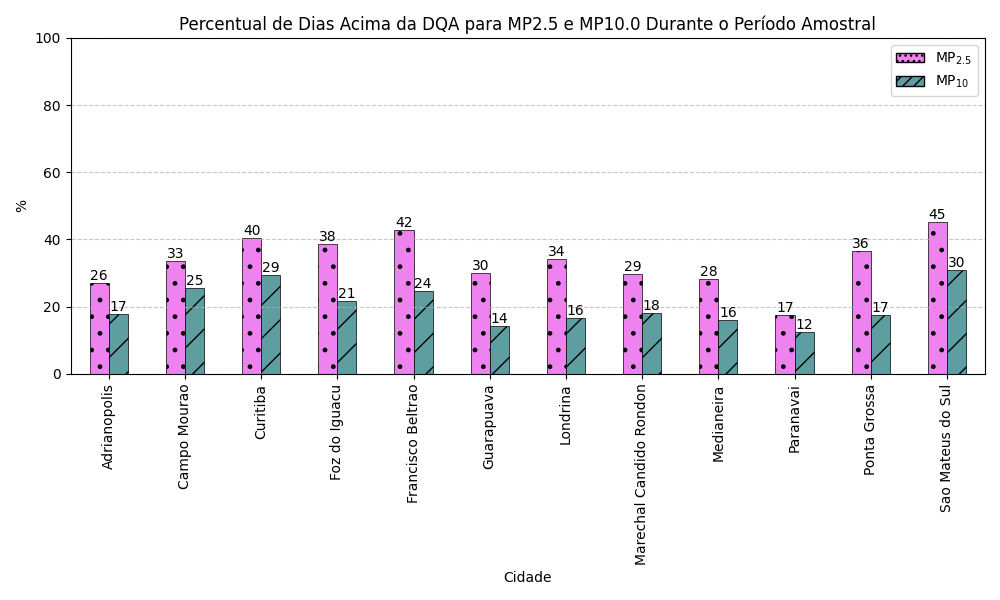 Percentual de Dias Acima da DQA para MP2.5 e MP10.0 Durante o Período Amostral
MP2.5
MP10
%
100
80
60
40
20
0
26 17 33 25 40 29 38 21 42 24 30 14 34 16 29 18 28 16 17 12 36 17 45 30
Adrianopolis
Campo Mourao
Curitiba
Foz do Iguacu
Francisco Beltrao
Guarapuava
Londrina
Marechal Candido Rondon
Medianeira
Paranavai
Ponta Grossa
Sao Mateus do Sul
Cidade